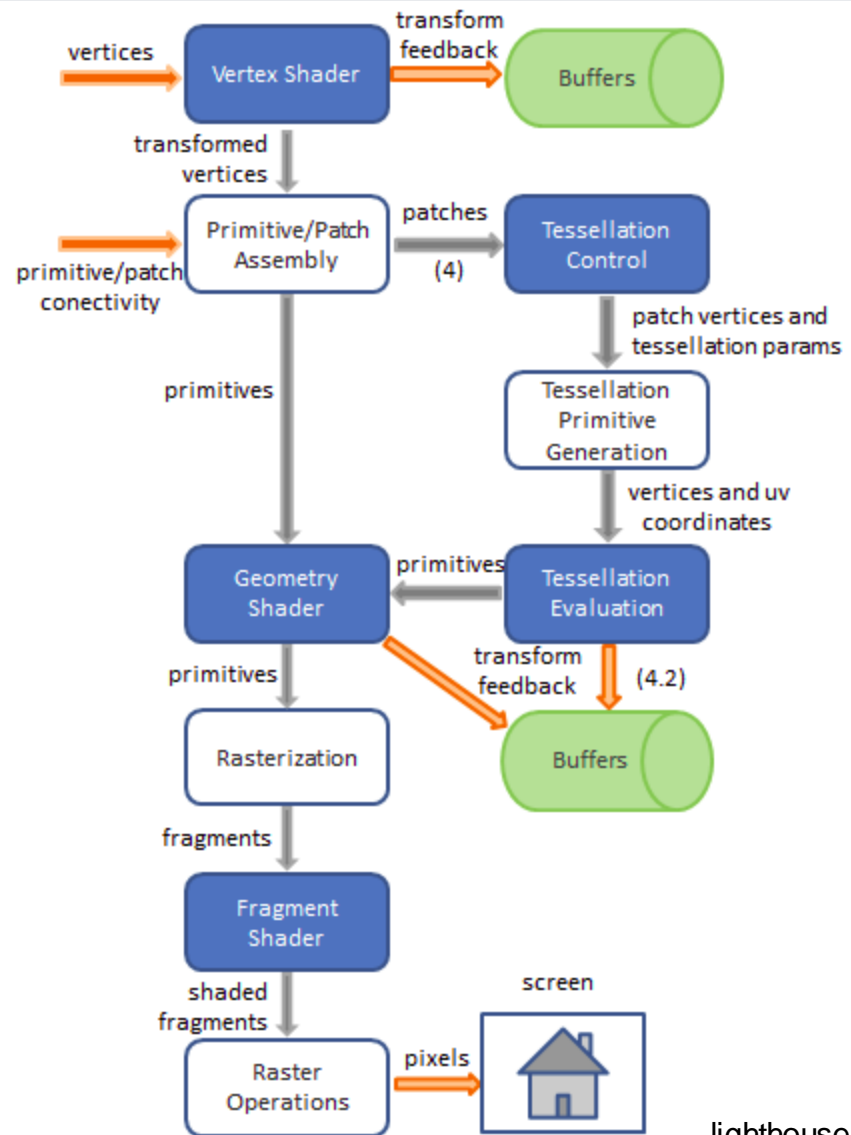 transform
feedback
vertices
Vertex Shader
Buffers
transformed
vertices
patches
Primitive/Patch
Assembly
Tessellation
Control
(4)
primitive/patch
conectivity
patch vertices and
tessellation params
primitives
Tessellation
Primitive
Generation
vertices and uv
coordinates
Geometry
Shader
primitives
Tessellation
Evaluation
transform
feedback
(4.2)
primitives
Rasterization
Buffers
fragments
Fragment
Shader
shaded
fragments
screen
Raster
Operations
pixels
lighthouse